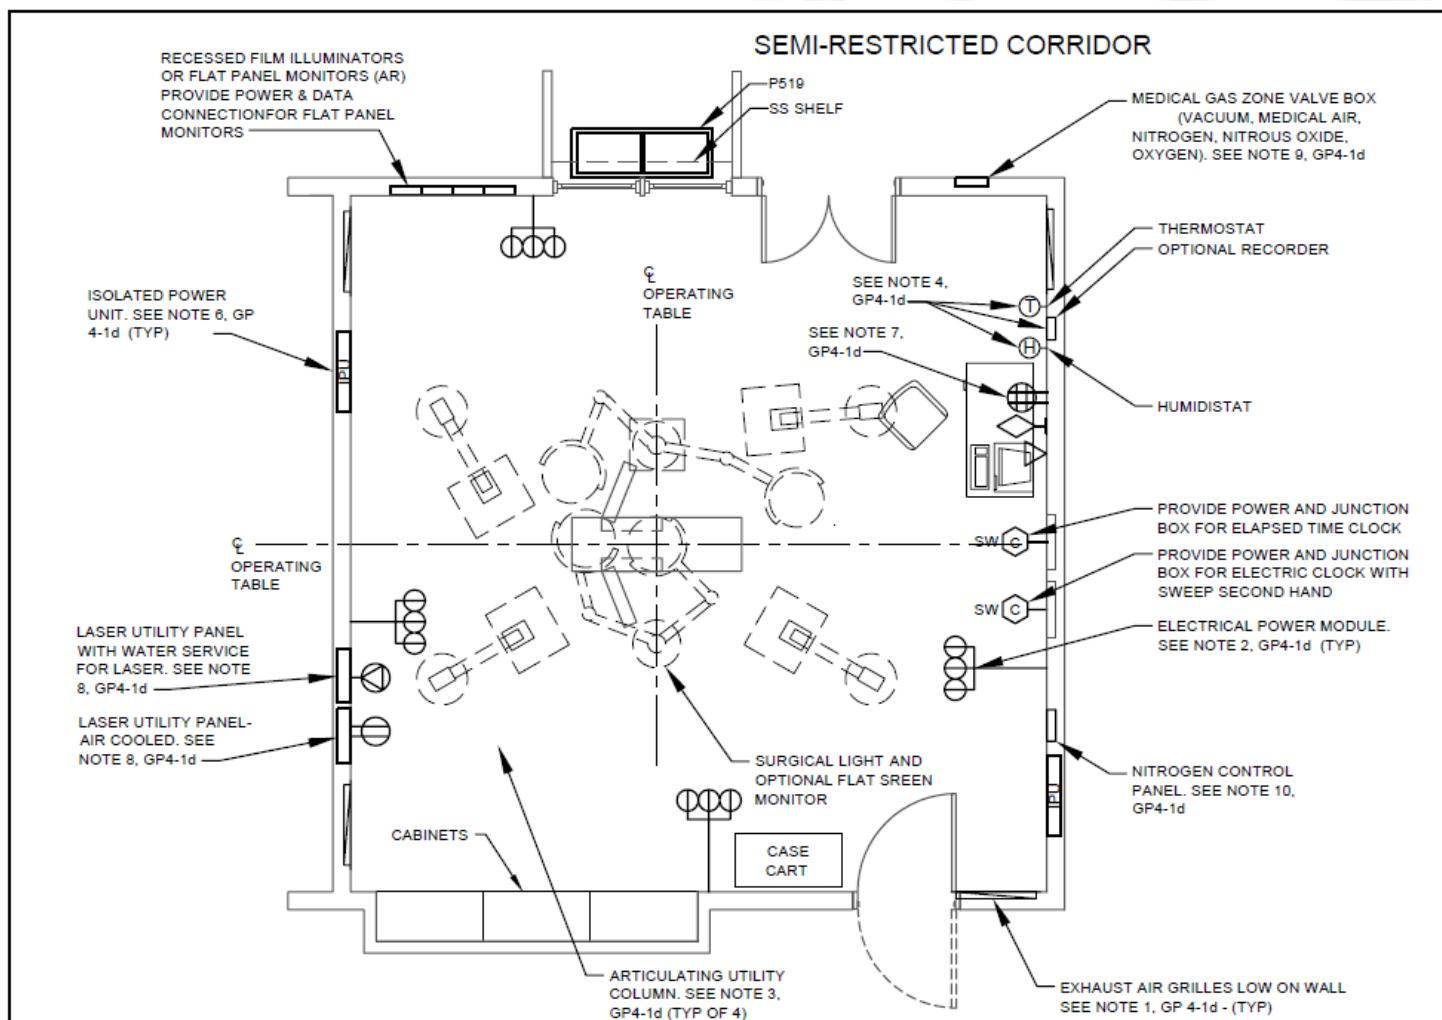 SEMI-RESTRICTED CORRIDOR
RECESSED FILM ILLUMINATORS
OR FLAT PANEL MONITORS (AR)
PROVIDE POWER & DATA
CONNECTIONFOR FLAT PANEL
MONITORS
P519
SS SHELF
MEDICAL GAS ZONE VALVE BOX
(VACUUM, MEDICAL AIR,
NITROGEN, NITROUS OXIDE,
OXYGEN). SEE NOTE 9, GP4-1d
THERMOSTAT
OPTIONAL RECORDER
SEE NOTE 4,
GP4-1d
T
SEE NOTE 7,
GP4-1d
H
HUMIDISTAT
℄
OPERATING
TABLE
ISOLATED POWER
UNIT. SEE NOTE 6, GP
4-1d (TYP)
IPU
℄
OPERATING
TABLE
SW C
PROVIDE POWER AND JUNCTION
BOX FOR ELAPSED TIME CLOCK
SW C
PROVIDE POWER AND JUNCTION
BOX FOR ELECTRIC CLOCK WITH
SWEEP SECOND HAND
ELECTRICAL POWER MODULE.
SEE NOTE 2, GP4-1d (TYP)
LASER UTILITY PANEL
WITH WATER SERVICE
FOR LASER. SEE NOTE
8, GP4-1d
LASER UTILITY PANEL-
AIR COOLED. SEE
NOTE 8, GP4-1d
SURGICAL LIGHT AND
OPTIONAL FLAT SREEN
MONITOR
NITROGEN CONTROL
PANEL. SEE NOTE 10,
GP4-1d
IPU
CABINETS
CASE
CART
ARTICULATING UTILITY
COLUMN. SEE NOTE 3,
GP4-1d (TYP OF 4)
EXHAUST AIR GRILLES LOW ON WALL
SEE NOTE 1, GP 4-1d - (TYP)